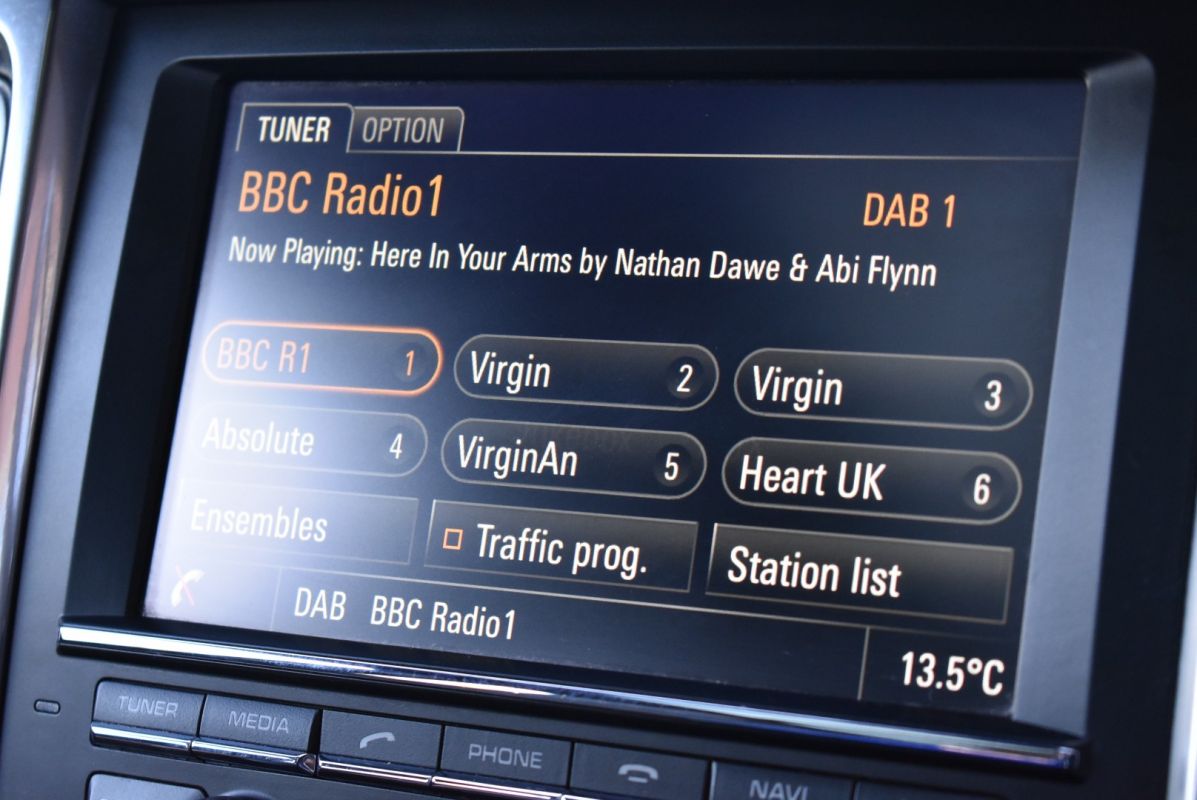 TUNER OPTION
BBC Radio1 DAB 1
Now Playing: Here In Your Arms by Nathan Dawe & Abi Flynn
BBC R1 1 Virgin 2 Virgin 3
Absolute 4 VirginAn 5 Heart UK 6
Ensembles Traffic prog. Station list
DAB BBC Radio1 13.5°C
TUNER MEDIA PHONE NAVI